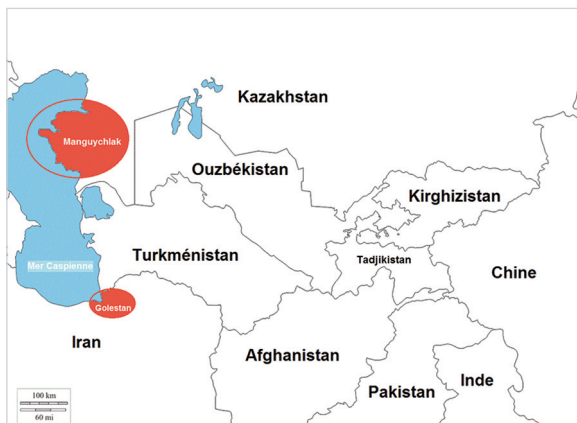 Kazakhstan
Manguychlak
Ouzbékistan
Kirghizistan
Turkménistan
Tadjikistan
Mer Caspienne
Chine
Golestan
Iran
Afghanistan
Pakistan
Inde
100 km
60 mi